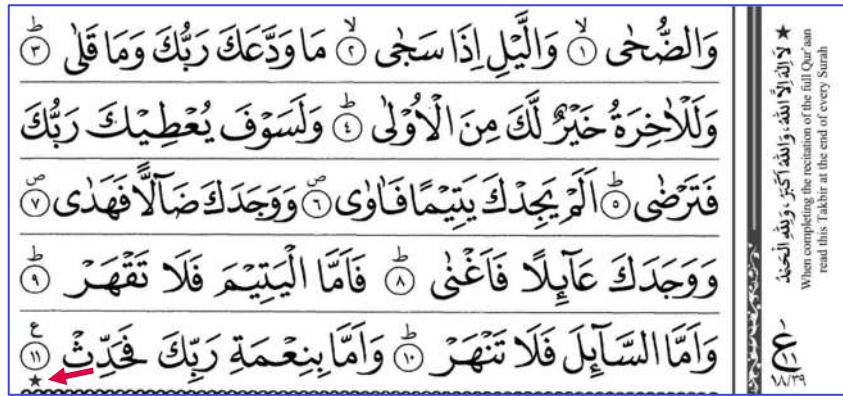 وَالضُّحٰى ۙ﴿١﴾ وَالَّيْلِ اِذَا سَجٰى ۙ﴿٢﴾ مَا وَدَّعَكَ رَبُّكَ وَمَا قَلٰى ؕ﴿٣﴾
وَلَلْاٰخِرَةُ خَيْرٌ لَّكَ مِنَ الْاُوْلٰى ؕ﴿٤﴾ وَلَسَوْفَ يُعْطِيْكَ رَبُّكَ
فَتَرْضٰى ؕ﴿٥﴾ اَلَمْ يَجِدْكَ يَتِيْمًا فَاٰوٰى ۖ﴿٦﴾ وَوَجَدَكَ ضَآلًّا فَهَدٰى ۖ﴿٧﴾
وَوَجَدَكَ عَآئِلًا فَاَغْنٰى ؕ﴿٨﴾ فَاَمَّا الْيَتِيْمَ فَلَا تَقْهَرْ ؕ﴿٩﴾
وَاَمَّا السَّآئِلَ فَلَا تَنْهَرْ ؕ﴿١٠﴾ وَاَمَّا بِنِعْمَةِ رَبِّكَ فَحَدِّثْ ۧ﴿١١﴾
★
★ لَآ اِلٰهَ اِلَّا اللهُ، وَاللهُ اَكْبَرُ، وَلِلّٰهِ الْحَمْدُ
When completing the recitation of the full Qur'aan
read this Takbir at the end of every Surah
ع
١١
١٨/٣٩